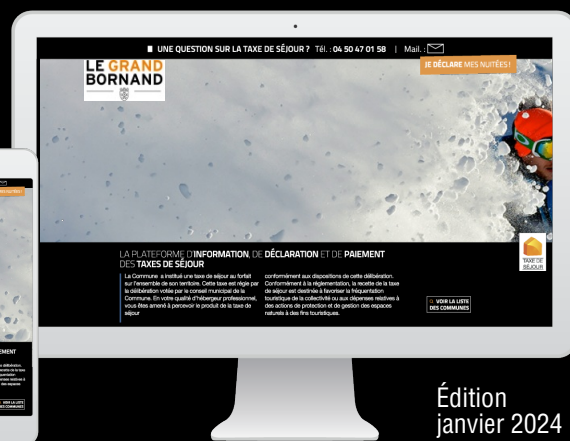 UNE QUESTION SUR LA TAXE DE SÉJOUR ? Tél. : 04 50 47 01 58 | Mail. :
JE DÉCLARE MES NUITÉES !
LE GRAND
BORNAND
LA PLATEFORME D'INFORMATION, DE DÉCLARATION ET DE PAIEMENT
DES TAXES DE SÉJOUR
La Commune a institué une taxe de séjour au forfait
sur l'ensemble de son territoire. Cette taxe est régie par
la délibération votée par le conseil municipal de la
Commune. En votre qualité d'hébergeur professionnel,
vous êtes amené à percevoir le produit de la taxe de
séjour
conformément aux dispositions de cette délibération.
Conformément à la réglementation, la recette de la taxe
de séjour est destinée à favoriser la fréquentation
touristique de la collectivité ou aux dépenses relatives à
des actions de protection et de gestion des espaces
naturels à des fins touristiques.
TAXE DE
SÉJOUR
VOIR LA LISTE
DES COMMUNES
EMENT
VOIR LA LISTE
DES COMMUNES
Édition
janvier 2024